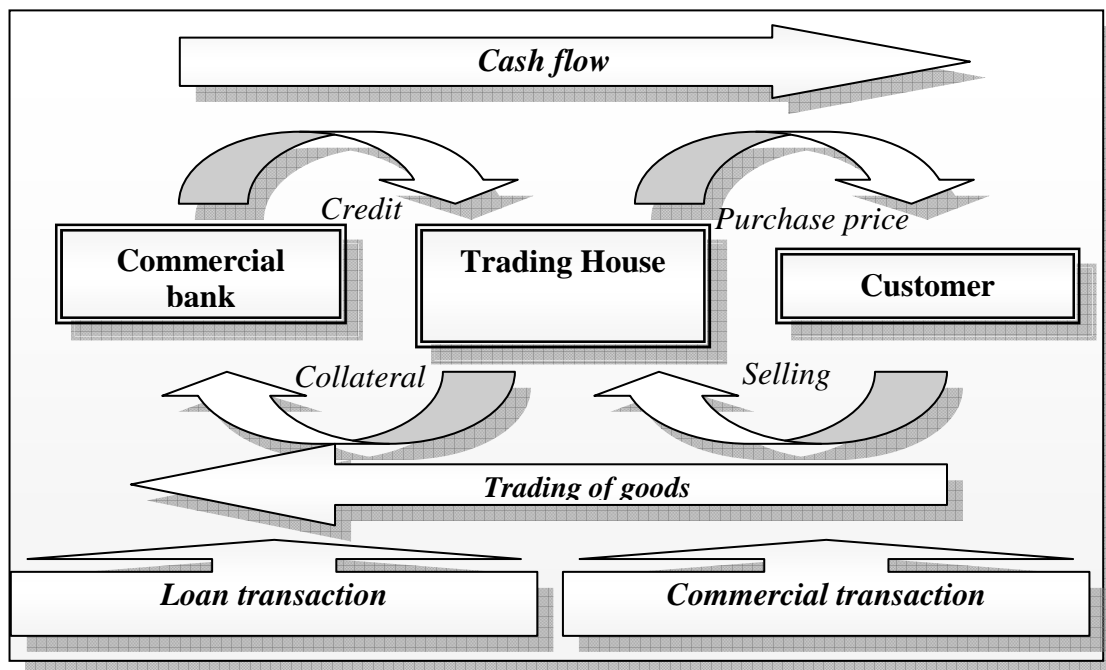 Cash flow
Credit
Purchase price
Commercial
bank
Trading House
Customer
Collateral
Selling
Trading of goods
Loan transaction
Commercial transaction